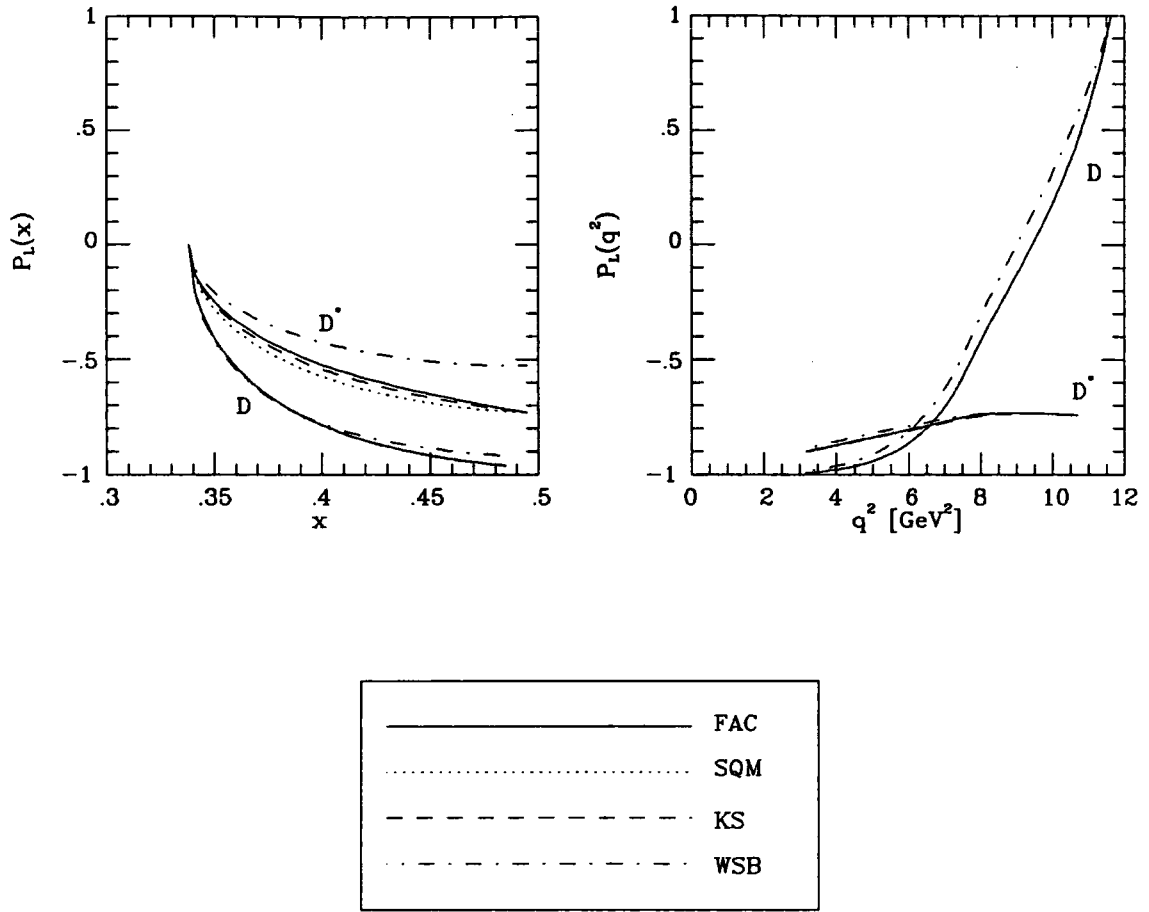 1
.5
0
−.5
−1
P_L(x)
D*
D
.3
.35
.4
.45
.5
x
1
.5
0
−.5
−1
P_L(q²)
D
D*
0
2
4
6
8
10
12
q² [GeV²]
FAC
SQM
KS
WSB